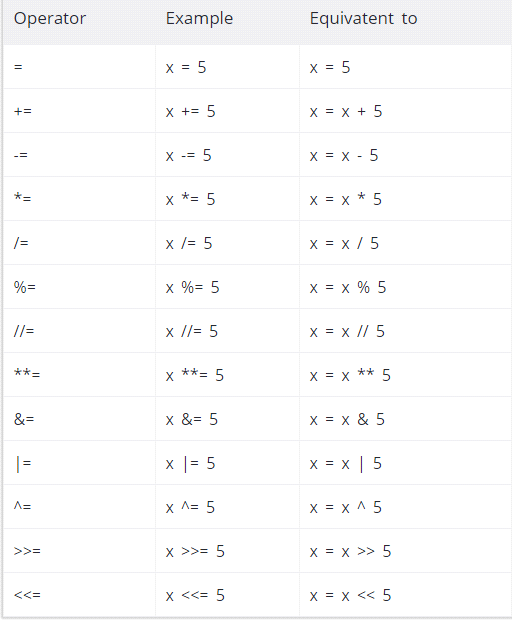 Operator Example Equivatent to
= x = 5 x = 5
+= x += 5 x = x + 5
-= x -= 5 x = x - 5
*= x *= 5 x = x * 5
/= x /= 5 x = x / 5
%= x %= 5 x = x % 5
//= x //= 5 x = x // 5
**= x **= 5 x = x ** 5
&= x &= 5 x = x & 5
|= x |= 5 x = x | 5
^= x ^= 5 x = x ^ 5
>>= x >>= 5 x = x >> 5
<<= x <<= 5 x = x << 5